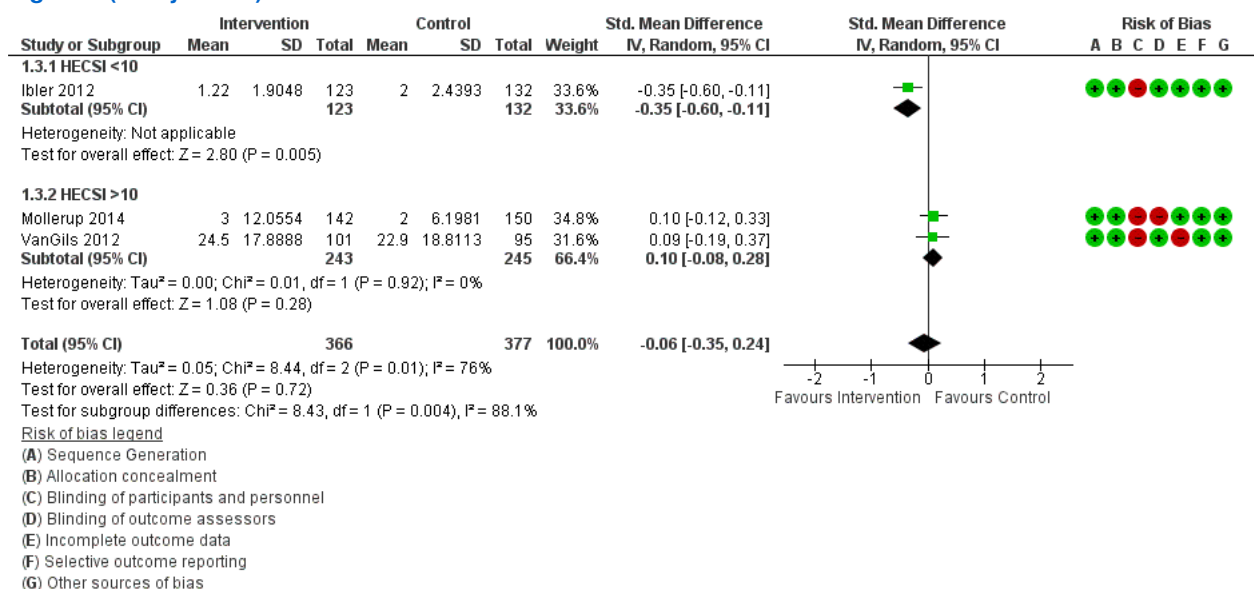 Intervention Control Std. Mean Difference Std. Mean Difference Risk of Bias
Study or Subgroup Mean SD Total Mean SD Total Weight IV, Random, 95% CI IV, Random, 95% CI A B C D E F G
1.3.1 HECSI <10
Ibler 2012 1.22 1.9048 123 2 2.4393 132 33.6% -0.35 [-0.60, -0.11] + + - + + + +
Subtotal (95% CI) 123 132 33.6% -0.35 [-0.60, -0.11]
Heterogeneity: Not applicable
Test for overall effect: Z = 2.80 (P = 0.005)
1.3.2 HECSI >10
Mollerup 2014 3 12.0554 142 2 6.1981 150 34.8% 0.10 [-0.12, 0.33] + + - - + + +
VanGils 2012 24.5 17.8888 101 22.9 18.8113 95 31.6% 0.09 [-0.19, 0.37] + + - + - + +
Subtotal (95% CI) 243 245 66.4% 0.10 [-0.08, 0.28]
Heterogeneity: Tau² = 0.00; Chi² = 0.01, df = 1 (P = 0.92); I² = 0%
Test for overall effect: Z = 1.08 (P = 0.28)
Total (95% CI) 366 377 100.0% -0.06 [-0.35, 0.24]
Heterogeneity: Tau² = 0.05; Chi² = 8.44, df = 2 (P = 0.01); I² = 76%
Test for overall effect: Z = 0.36 (P = 0.72)
Test for subgroup differences: Chi² = 8.43, df = 1 (P = 0.004), I² = 88.1%
-2 -1 0 1 2
Favours Intervention Favours Control
Risk of bias legend
(A) Sequence Generation
(B) Allocation concealment
(C) Blinding of participants and personnel
(D) Blinding of outcome assessors
(E) Incomplete outcome data
(F) Selective outcome reporting
(G) Other sources of bias